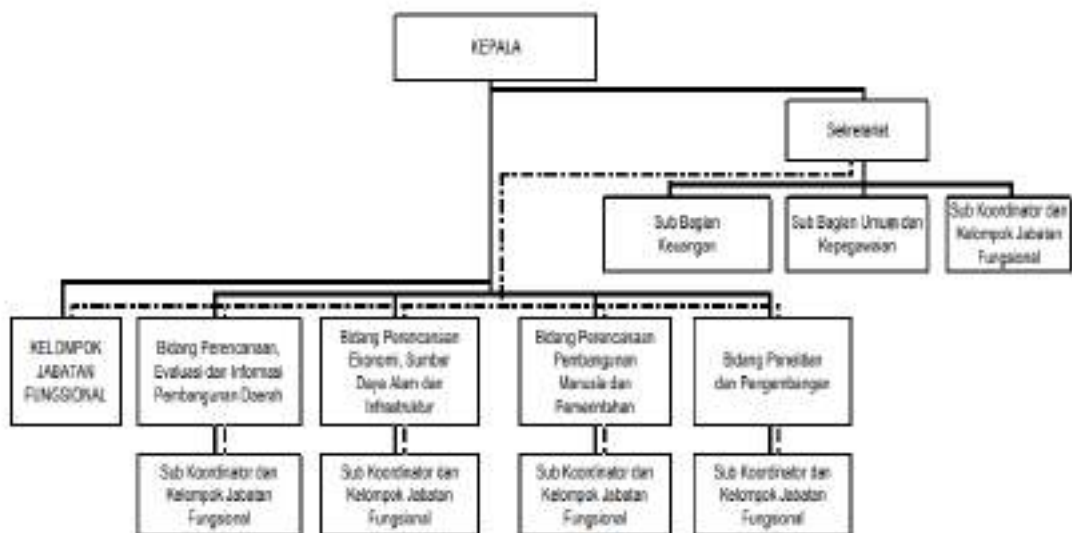 KEPALA
Sekretariat
Sub Bagian
Keuangan
Sub Bagian Umum dan
Kepegawaian
Sub Koordinator dan
Kelompok Jabatan
Fungsional
KELOMPOK
JABATAN
FUNGSIONAL
Bidang Perencanaan,
Evaluasi dan Informasi
Pembangunan Daerah
Bidang Perencanaan
Ekonomi, Sumber
Daya Alam dan
Infrastruktur
Bidang Perencanaan
Pembangunan
Manusia dan
Pemerintahan
Bidang Penelitian
dan Pengembangan
Sub Koordinator dan
Kelompok Jabatan
Fungsional
Sub Koordinator dan
Kelompok Jabatan
Fungsional
Sub Koordinator dan
Kelompok Jabatan
Fungsional
Sub Koordinator dan
Kelompok Jabatan
Fungsional